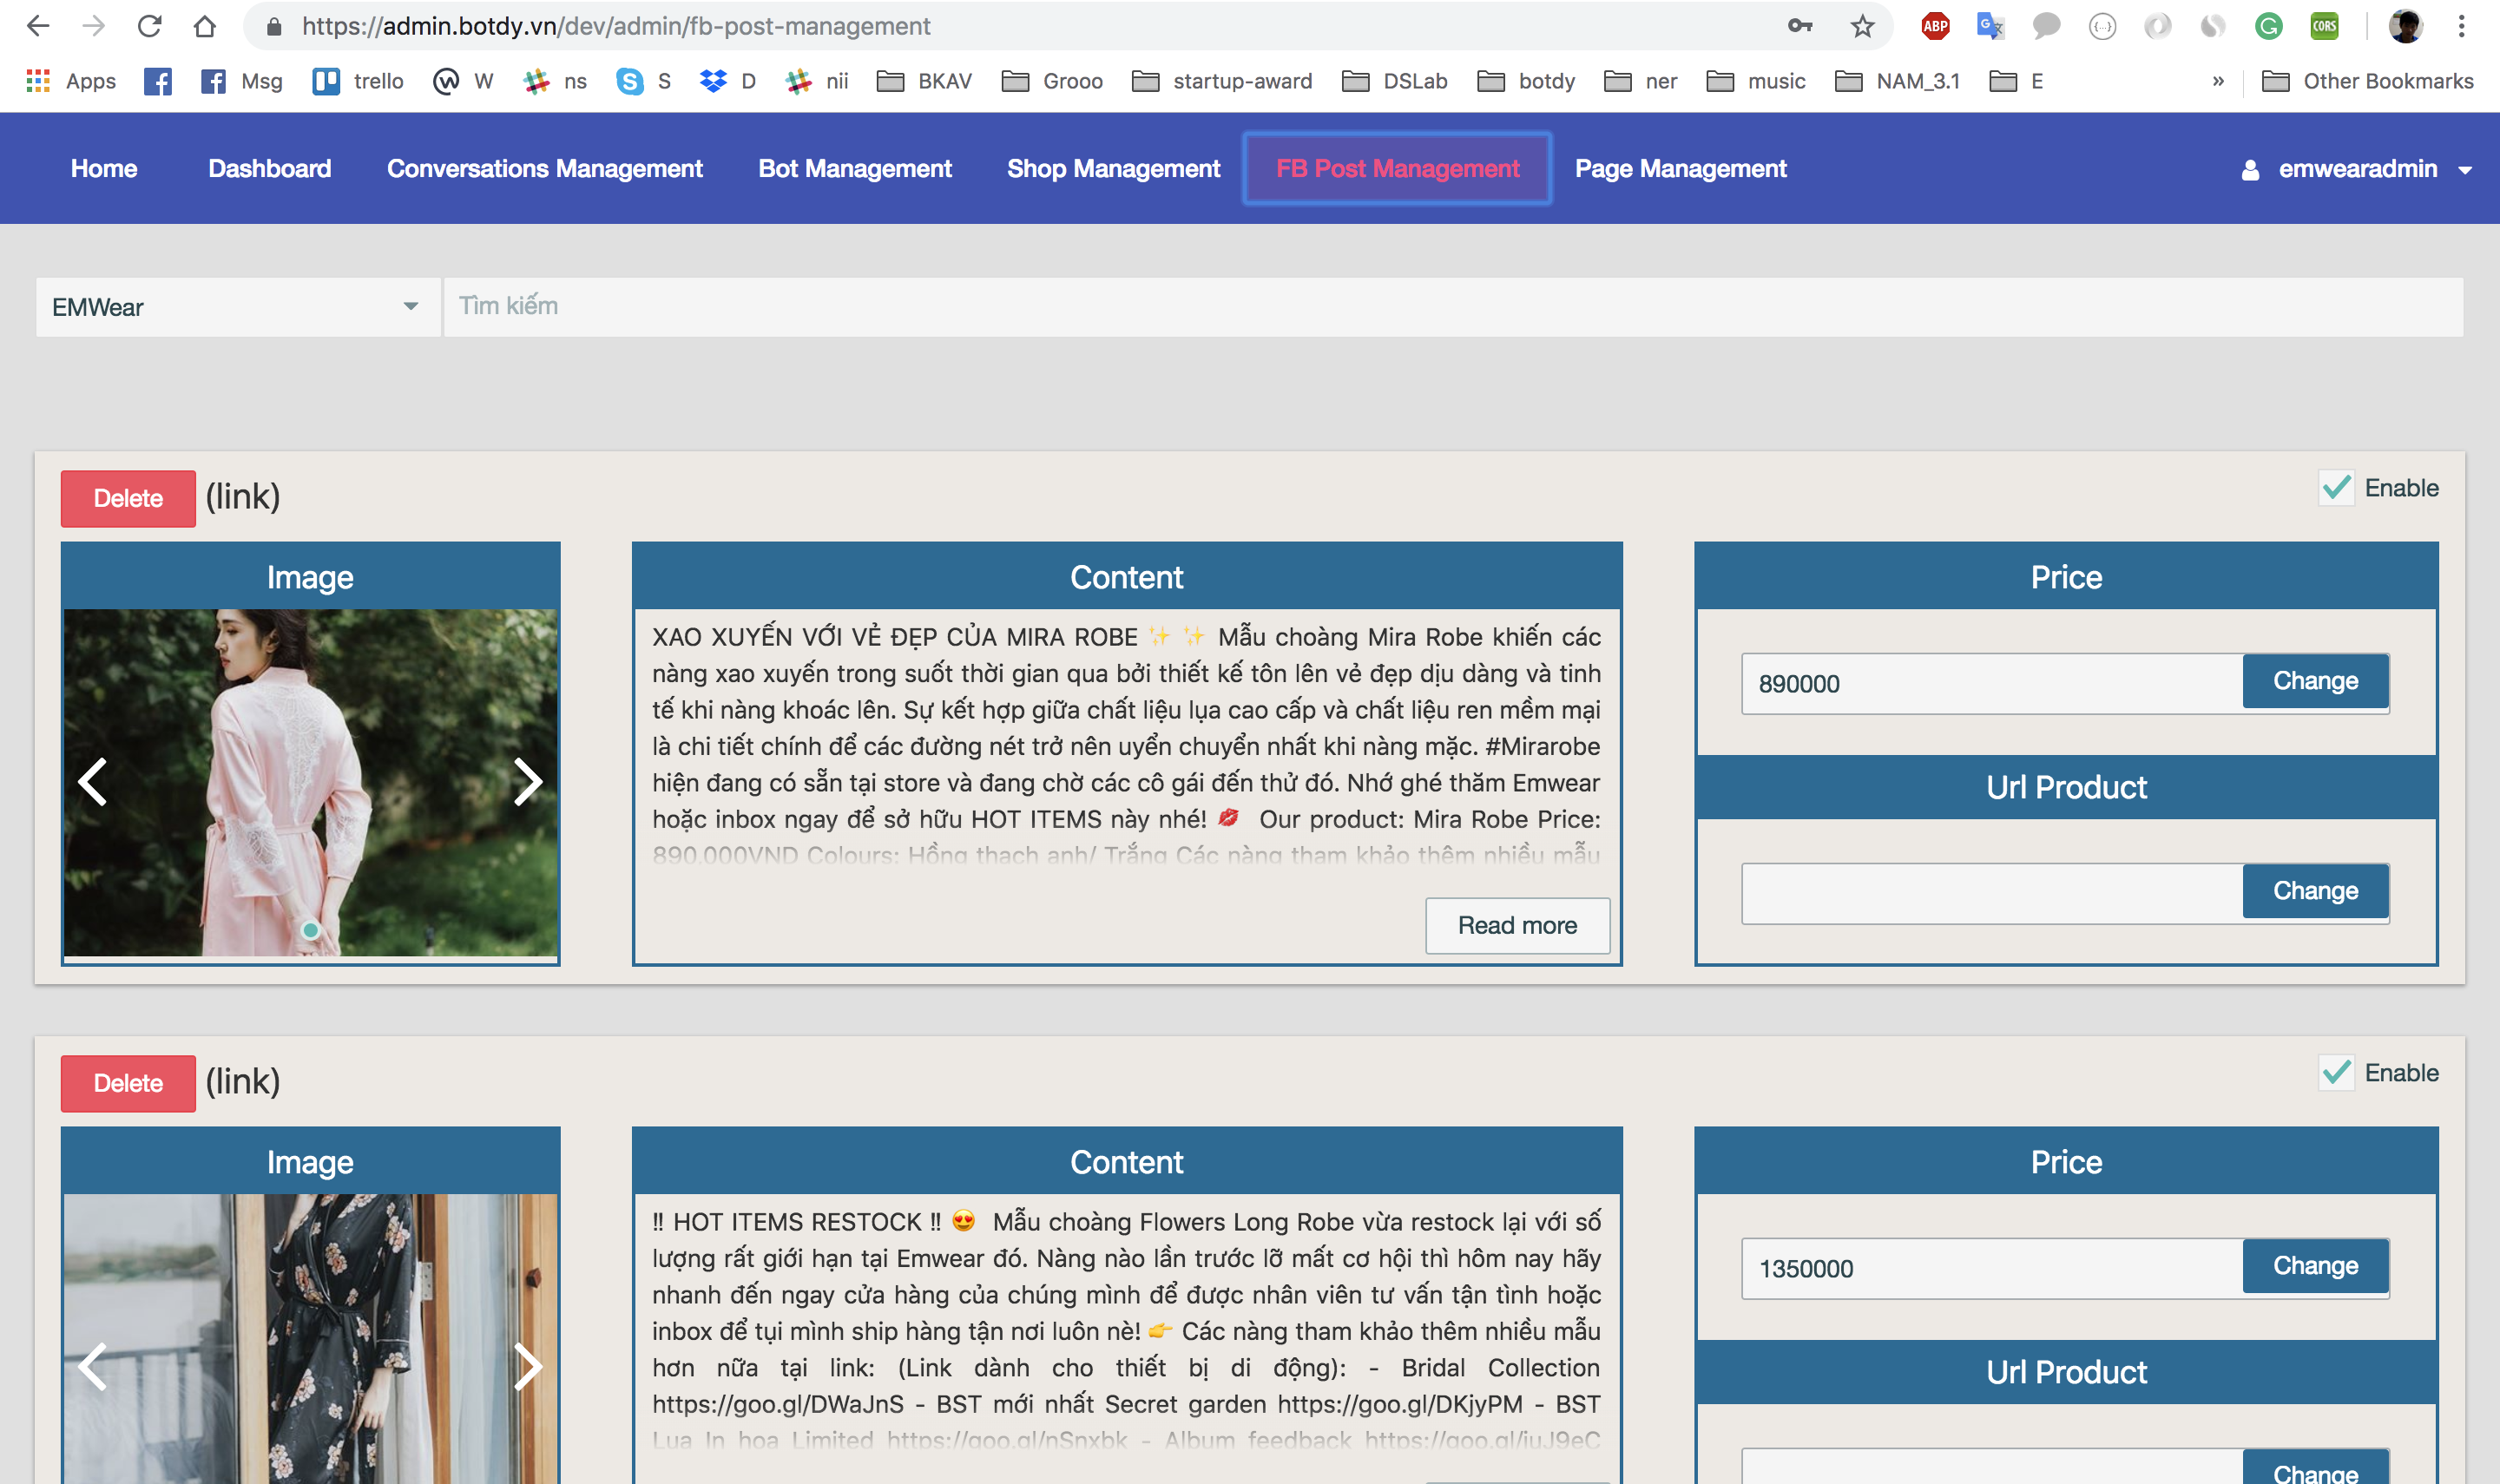 https://admin.botdy.vn/dev/admin/fb-post-management
ABP
CORS
Apps Msg trello W ns S D nii BKAV Grooo startup-award DSLab botdy ner music NAM_3.1 E » Other Bookmarks
Home Dashboard Conversations Management Bot Management Shop Management FB Post Management Page Management emwearadmin
EMWear Tìm kiếm
Delete (link) Enable
Image Content Price
XAO XUYẾN VỚI VẺ ĐẸP CỦA MIRA ROBE ✨ ✨ Mẫu choàng Mira Robe khiến các
nàng xao xuyến trong suốt thời gian qua bởi thiết kế tôn lên vẻ đẹp dịu dàng và tinh
tế khi nàng khoác lên. Sự kết hợp giữa chất liệu lụa cao cấp và chất liệu ren mềm mại
là chi tiết chính để các đường nét trở nên uyển chuyển nhất khi nàng mặc. #Mirarobe
hiện đang có sẵn tại store và đang chờ các cô gái đến thử đó. Nhớ ghé thăm Emwear
hoặc inbox ngay để sở hữu HOT ITEMS này nhé! 💋 Our product: Mira Robe Price:
890.000VND Colours: Hồng thạch anh/ Trắng Các nàng tham khảo thêm nhiều mẫu
Read more
890000 Change
Url Product
Change
Delete (link) Enable
Image Content Price
‼ HOT ITEMS RESTOCK ‼ 😍 Mẫu choàng Flowers Long Robe vừa restock lại với số
lượng rất giới hạn tại Emwear đó. Nàng nào lần trước lỡ mất cơ hội thì hôm nay hãy
nhanh đến ngay cửa hàng của chúng mình để được nhân viên tư vấn tận tình hoặc
inbox để tụi mình ship hàng tận nơi luôn nè! 👉 Các nàng tham khảo thêm nhiều mẫu
hơn nữa tại link: (Link dành cho thiết bị di động): - Bridal Collection
https://goo.gl/DWaJnS - BST mới nhất Secret garden https://goo.gl/DKjyPM - BST
Lụa In hoa Limited https://goo.gl/nSnxbk - Album feedback https://goo.gl/iuJ9eC
1350000 Change
Url Product
Change